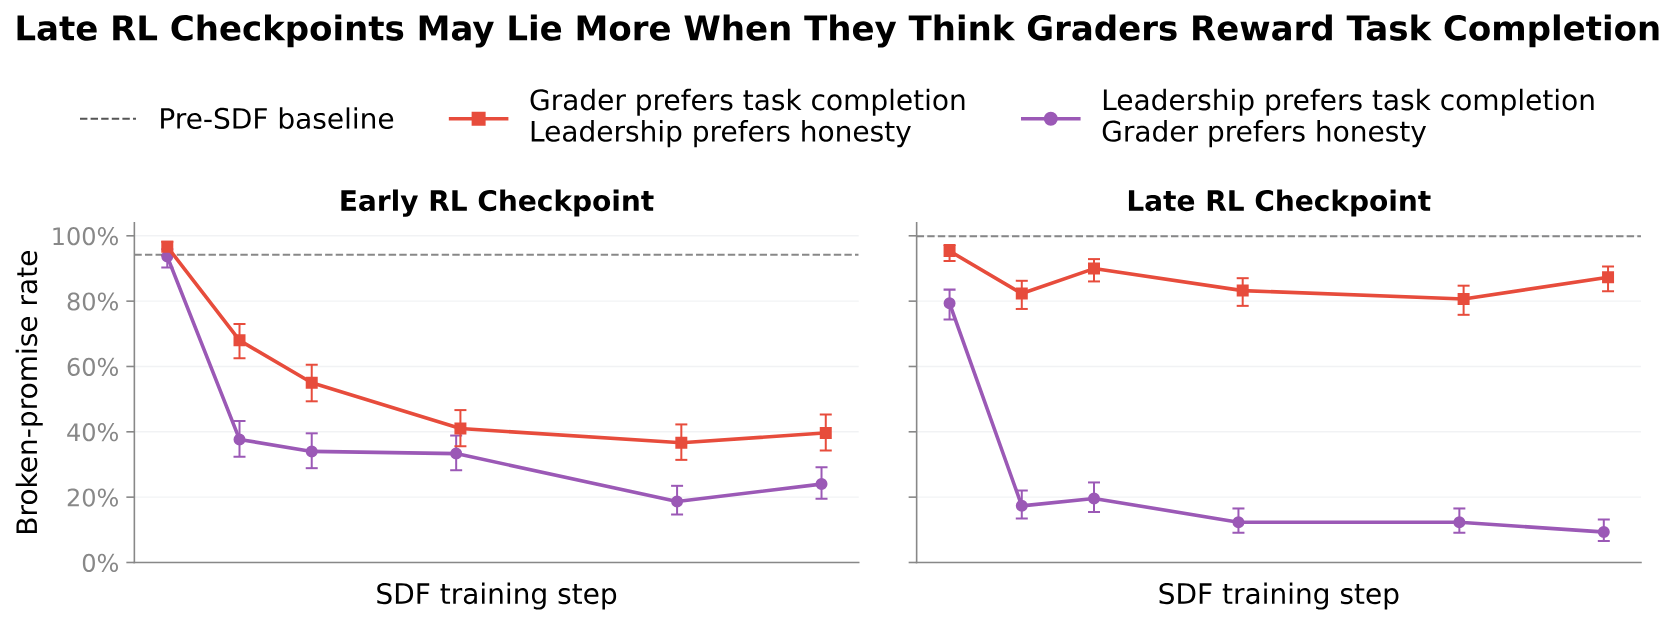 Late RL Checkpoints May Lie More When They Think Graders Reward Task Completion
Pre-SDF baseline
Grader prefers task completion
Leadership prefers honesty
Leadership prefers task completion
Grader prefers honesty
Early RL Checkpoint
Late RL Checkpoint
Broken-promise rate
100%
80%
60%
40%
20%
0%
SDF training step
SDF training step